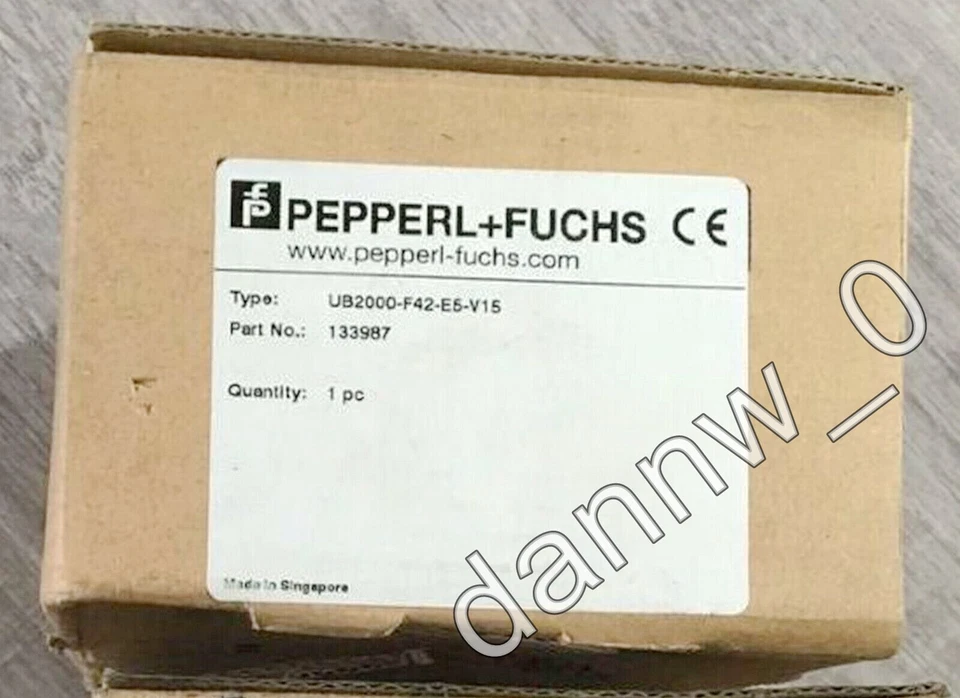 PEPPERL+FUCHS CE
www.pepperl-fuchs.com
Type: UB2000-F42-E5-V15
Part No.: 133987
Quantity: 1 pc
Made in Singapore
dannw_0